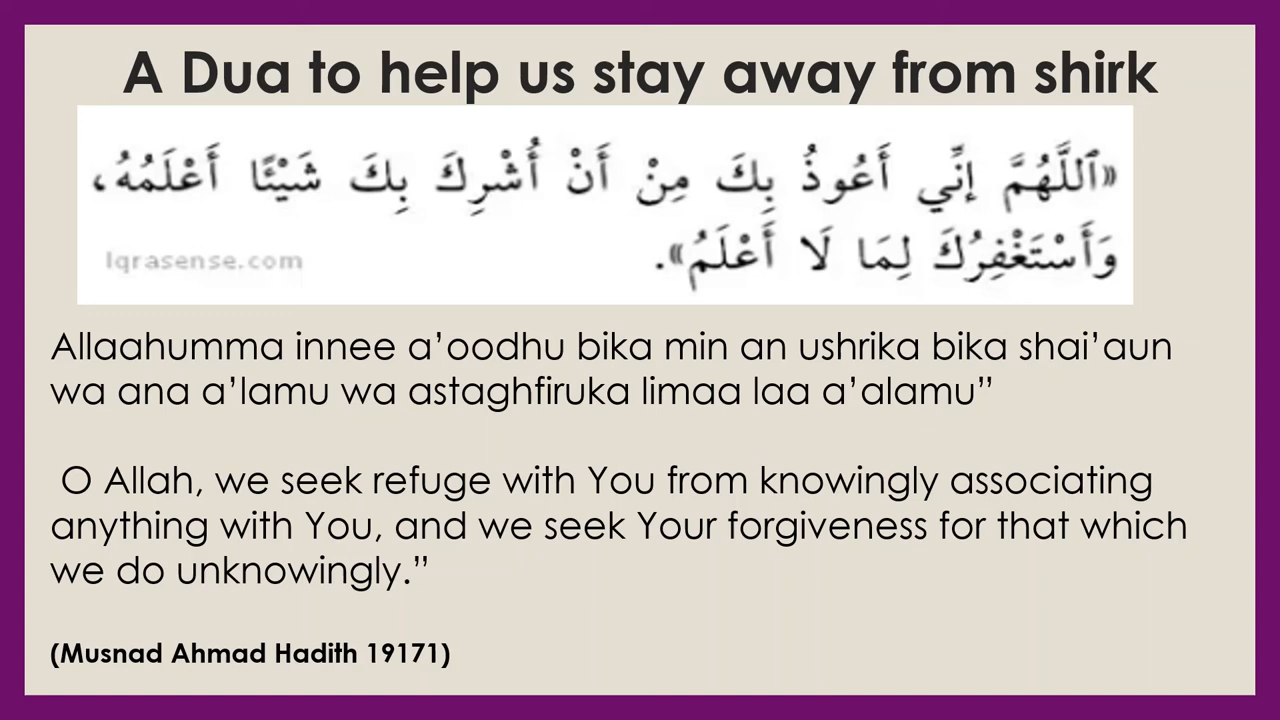 A Dua to help us stay away from shirk
«ٱللَّهُمَّ إِنِّي أَعُوذُ بِكَ مِنْ أَنْ أُشْرِكَ بِكَ شَيْئًا أَعْلَمُهُ،
وَأَسْتَغْفِرُكَ لِمَا لَا أَعْلَمُ».
Iqrasense.com
Allaahumma innee a’oodhu bika min an ushrika bika shai’aun
wa ana a’lamu wa astaghfiruka limaa laa a’alamu”
O Allah, we seek refuge with You from knowingly associating
anything with You, and we seek Your forgiveness for that which
we do unknowingly.”
(Musnad Ahmad Hadith 19171)